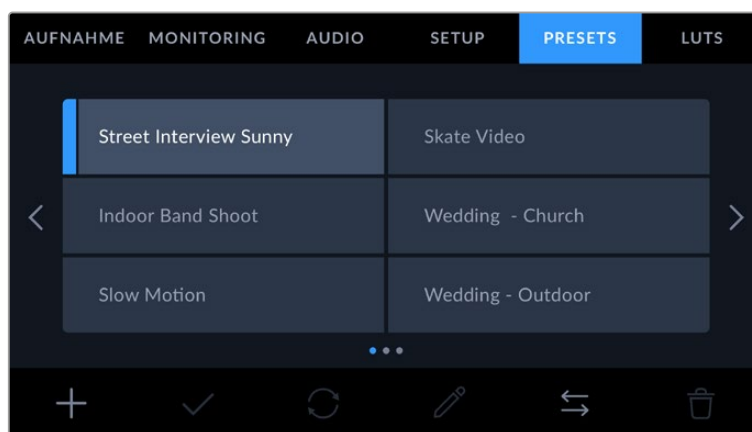 AUFNAHME MONITORING AUDIO SETUP PRESETS LUTS
Street Interview Sunny Skate Video
Indoor Band Shoot Wedding - Church
Slow Motion Wedding - Outdoor